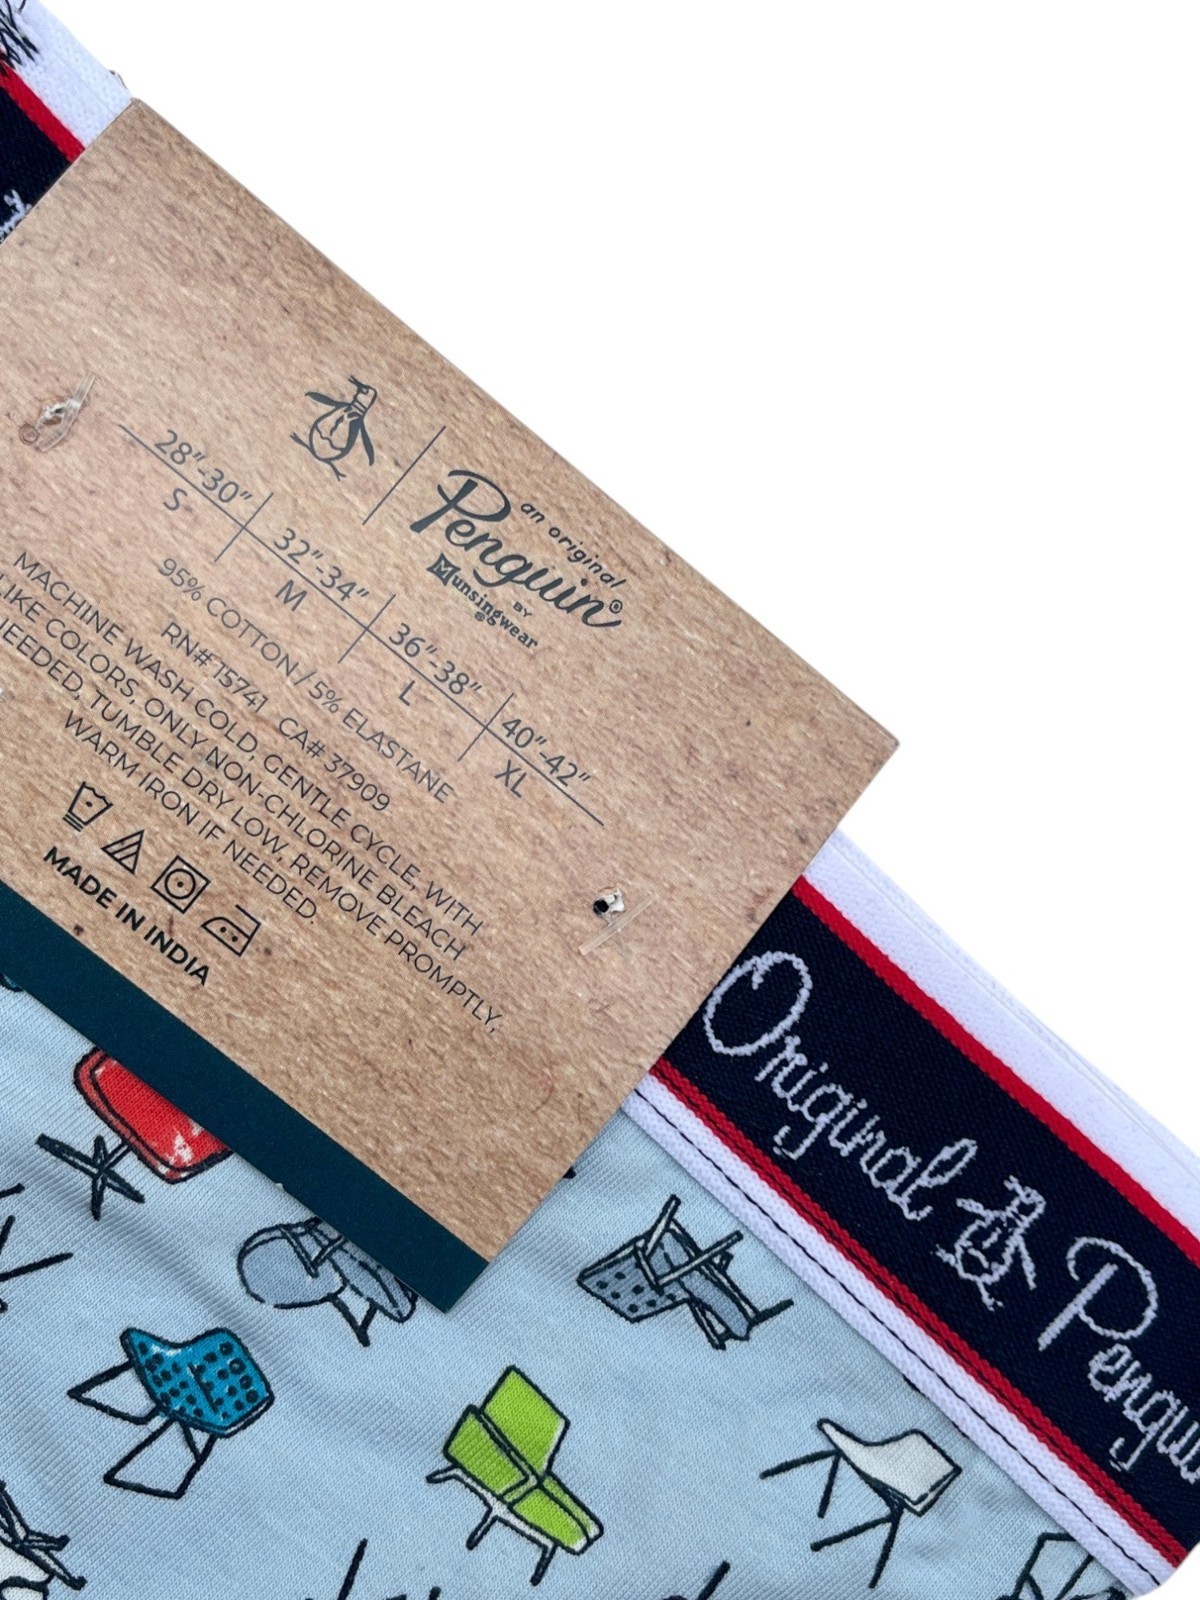 an original
Penguin®
BY
Munsingwear
®
28"-30" 32"-34" 36"-38" 40"-42"
S M L XL
95% COTTON / 5% ELASTANE
RN# 15741 CA# 37909
MACHINE WASH COLD, GENTLE CYCLE, WITH
LIKE COLORS, ONLY NON-CHLORINE BLEACH
NEEDED, TUMBLE DRY LOW, REMOVE PROMPTLY,
WARM IRON IF NEEDED.
MADE IN INDIA
Original Pengui